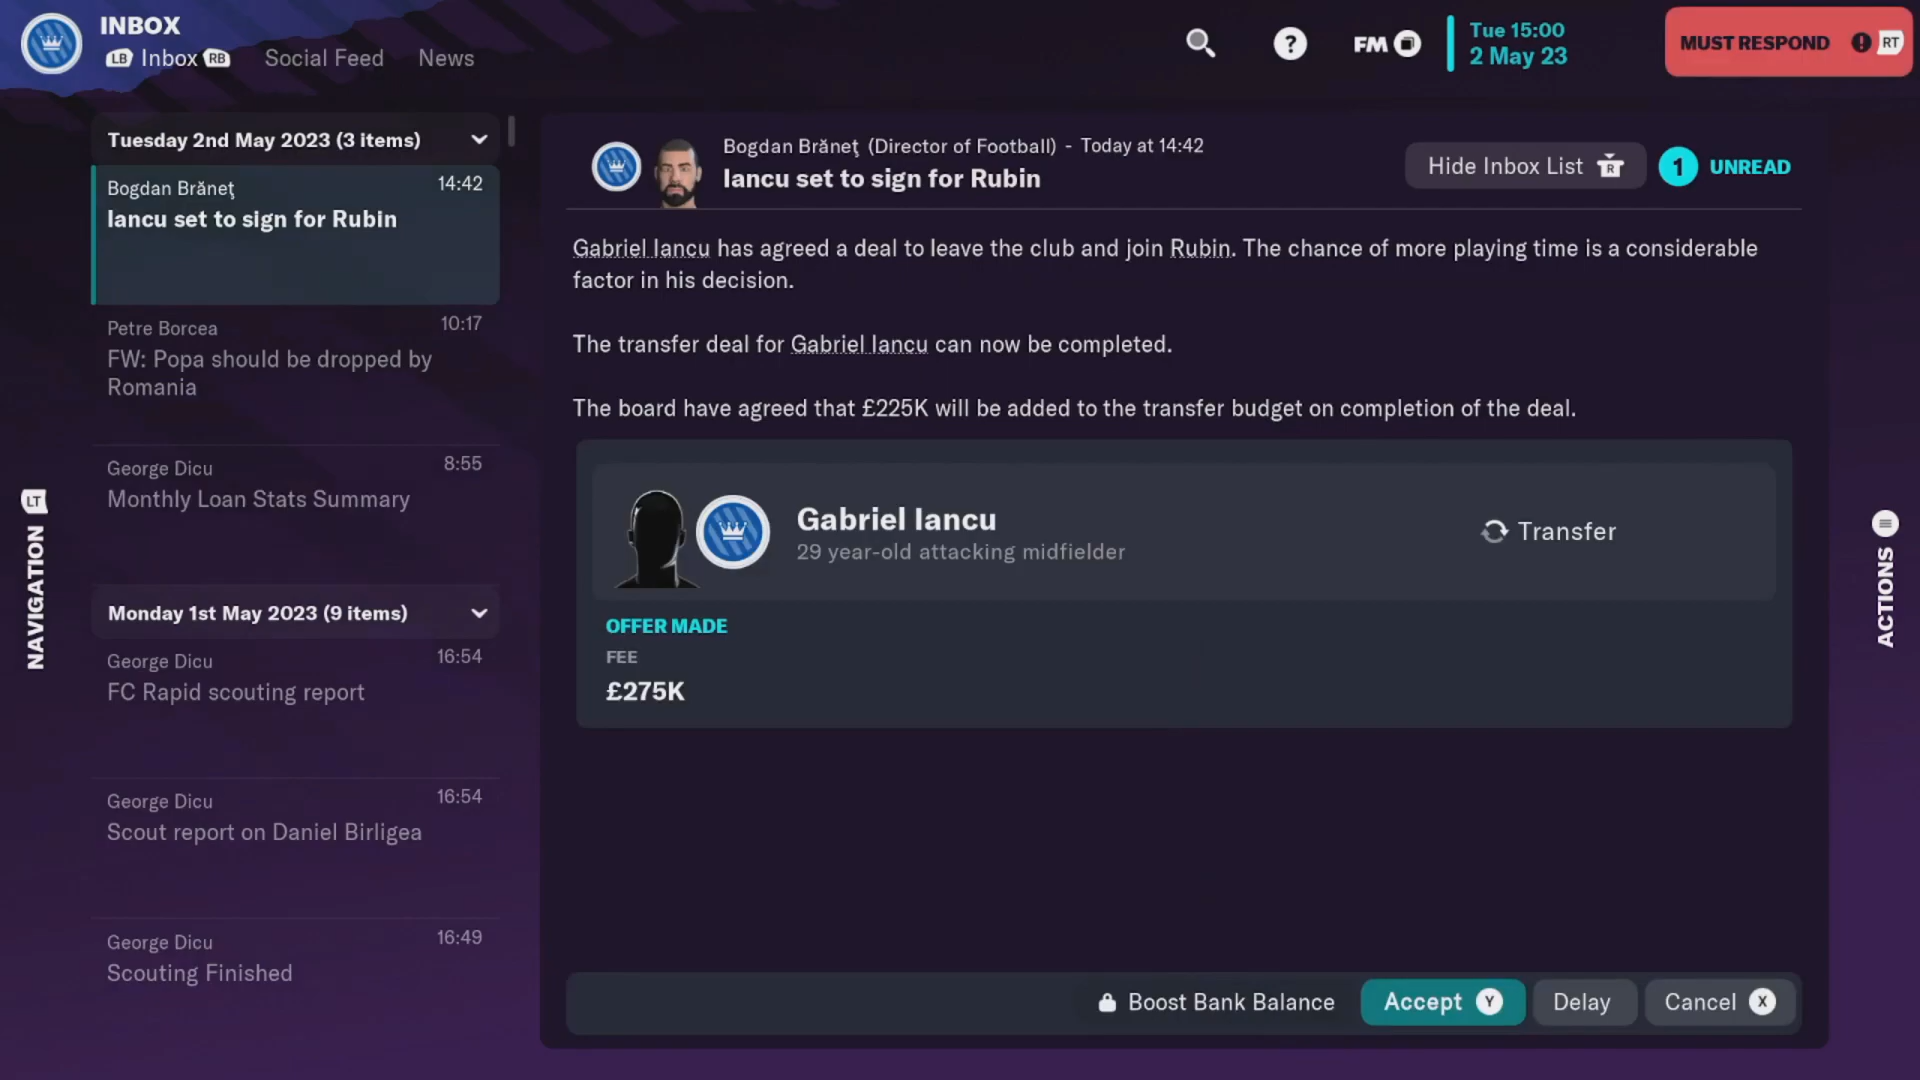 INBOX
LB Inbox RB Social Feed News
? FM Tue 15:00
2 May 23
MUST RESPOND ! RT
Tuesday 2nd May 2023 (3 items)
Bogdan Brăneţ 14:42
Iancu set to sign for Rubin
Petre Borcea 10:17
FW: Popa should be dropped by
Romania
George Dicu 8:55
Monthly Loan Stats Summary
Monday 1st May 2023 (9 items)
George Dicu 16:54
FC Rapid scouting report
George Dicu 16:54
Scout report on Daniel Birligea
George Dicu 16:49
Scouting Finished
LT
NAVIGATION
Bogdan Brăneţ (Director of Football) - Today at 14:42
Iancu set to sign for Rubin
Hide Inbox List R 1 UNREAD
Gabriel Iancu has agreed a deal to leave the club and join Rubin. The chance of more playing time is a considerable
factor in his decision.
The transfer deal for Gabriel Iancu can now be completed.
The board have agreed that £225K will be added to the transfer budget on completion of the deal.
Gabriel Iancu
29 year-old attacking midfielder
Transfer
OFFER MADE
FEE
£275K
Boost Bank Balance Accept Y Delay Cancel X
ACTIONS